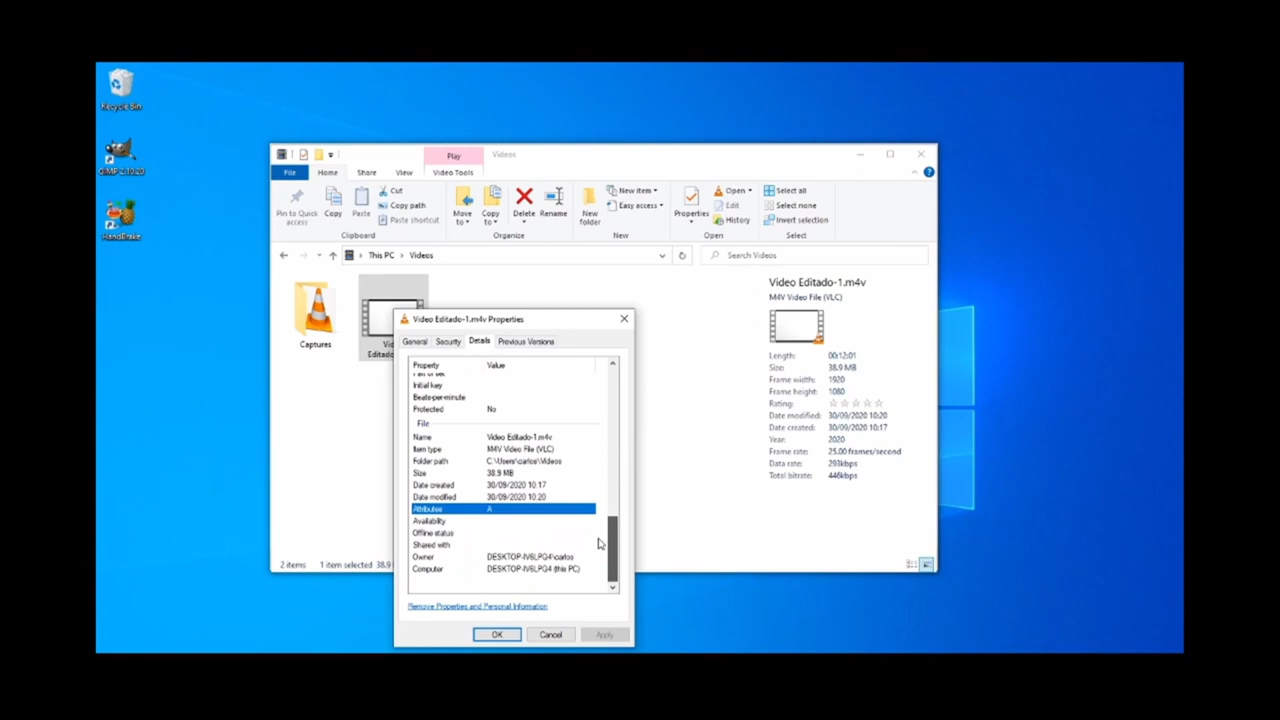 Recycle Bin
GIMP 2.10.20
HandBrake
Play
Videos
File
Home
Share
View
Video Tools
Pin to Quick access
Copy
Paste
Cut
Copy path
Paste shortcut
Clipboard
Move to
Copy to
Delete
Rename
Organize
New folder
New item
Easy access
New
Properties
Open
Edit
History
Open
Select all
Select none
Invert selection
Select
This PC > Videos
Search Videos
Captures
Video Editado-1.m4v
M4V Video File (VLC)
Length: 00:12:01
Size: 38.9 MB
Frame width: 1920
Frame height: 1080
Rating:
Date modified: 30/09/2020 10:20
Date created: 30/09/2020 10:17
Year: 2020
Frame rate: 25.00 frames/second
Data rate: 293kbps
Total bitrate: 446kbps
Video Editado-1.m4v Properties
General
Security
Details
Previous Versions
Property Value
Initial key
Beats-per-minute
Protected No
File
Name Video Editado-1.m4v
Item type M4V Video File (VLC)
Folder path C:\Users\carlos\Videos
Size 38.9 MB
Date created 30/09/2020 10:17
Date modified 30/09/2020 10:20
Attributes A
Availability
Offline status
Shared with
Owner DESKTOP-IV6LPG4\carlos
Computer DESKTOP-IV6LPG4 (this PC)
Remove Properties and Personal Information
OK
Cancel
Apply
2 items
1 item selected 38.9